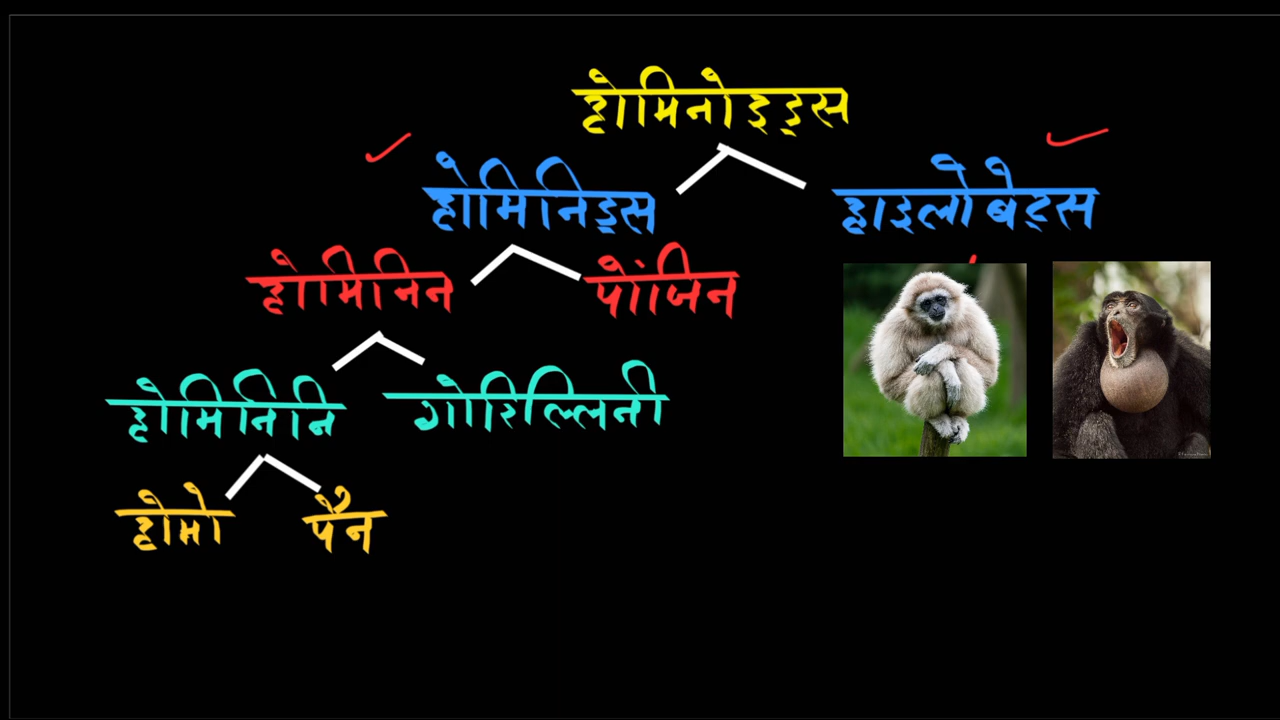 होमिनोइड्स
होमिनिड्स हाइलोबेट्स
होमिनिन पोंजिन
होमिनिनि गोरिल्लिनी
होमो पैन